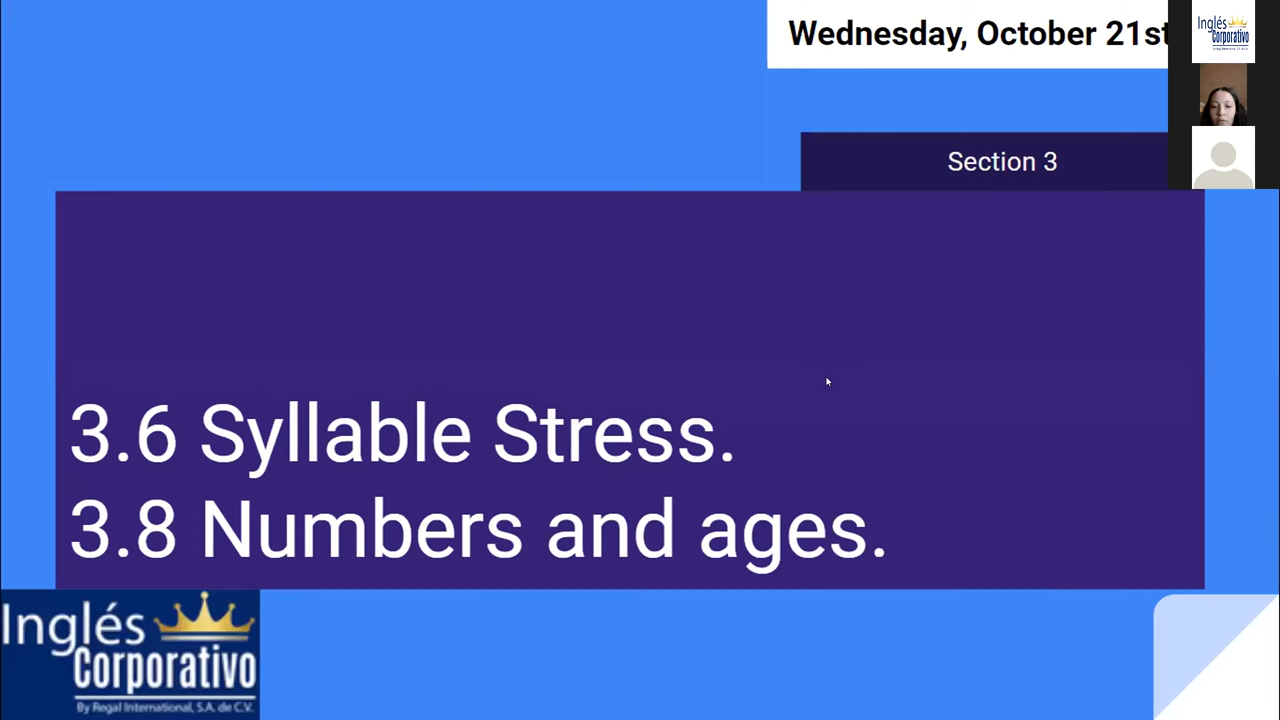 Wednesday, October 21st
Section 3
3.6 Syllable Stress.
3.8 Numbers and ages.
Inglés
Corporativo
By Regal International, S.A. de C.V.
Inglés
Corporativo